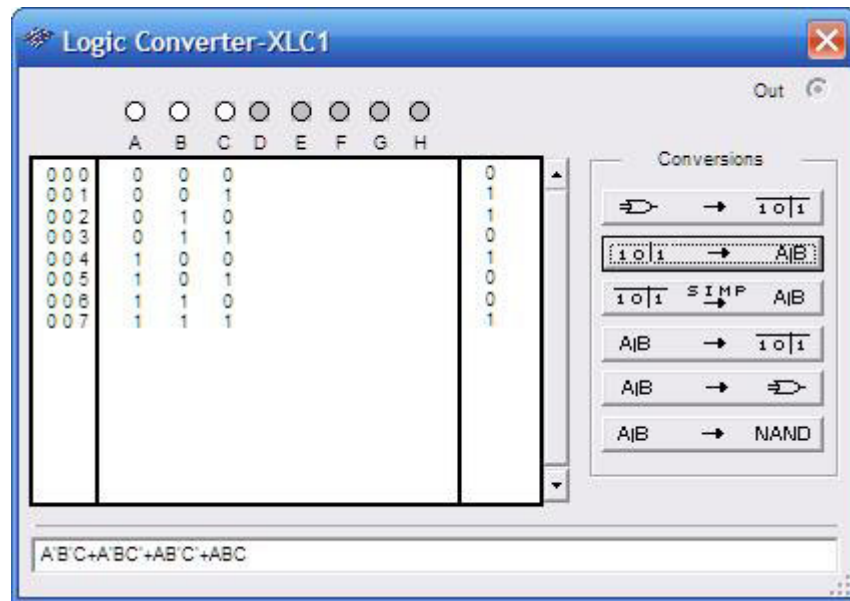 Logic Converter-XLC1
Out
A B C D E F G H
000 0 0 0 0
001 0 0 1 1
002 0 1 0 1
003 0 1 1 0
004 1 0 0 1
005 1 0 1 0
006 1 1 0 0
007 1 1 1 1
Conversions
→ 1 0|1
1 0|1 → A|B
1 0|1 SIMP → A|B
A|B → 1 0|1
A|B →
A|B → NAND
A'B'C+A'BC'+AB'C'+ABC